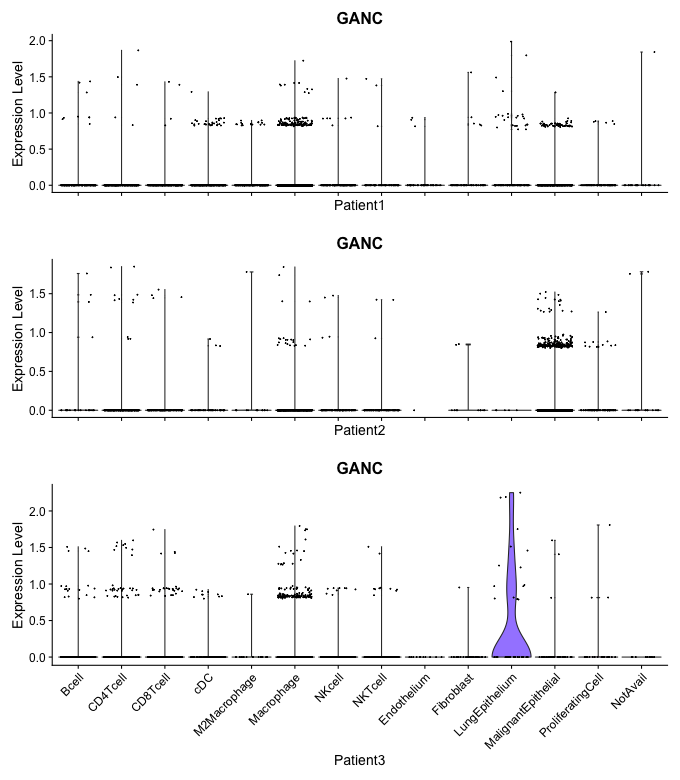 GANC
Expression Level
2.0
1.5
1.0
0.5
0.0
Patient1
GANC
Expression Level
1.5
1.0
0.5
0.0
Patient2
GANC
Expression Level
2.0
1.5
1.0
0.5
0.0
Bcell
CD4Tcell
CD8Tcell
cDC
M2Macrophage
Macrophage
NKcell
NKTcell
Endothelium
Fibroblast
LungEpithelium
MalignantEpithelial
ProliferatingCell
NotAvail
Patient3